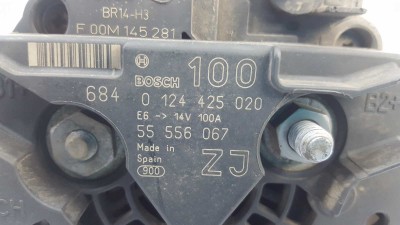 BR14-H3
F 00M 145 281
BOSCH 100
684 0 124 425 020
E6 -> 14V 100A
55 556 067
Made in
Spain
ZJ
900
B2+